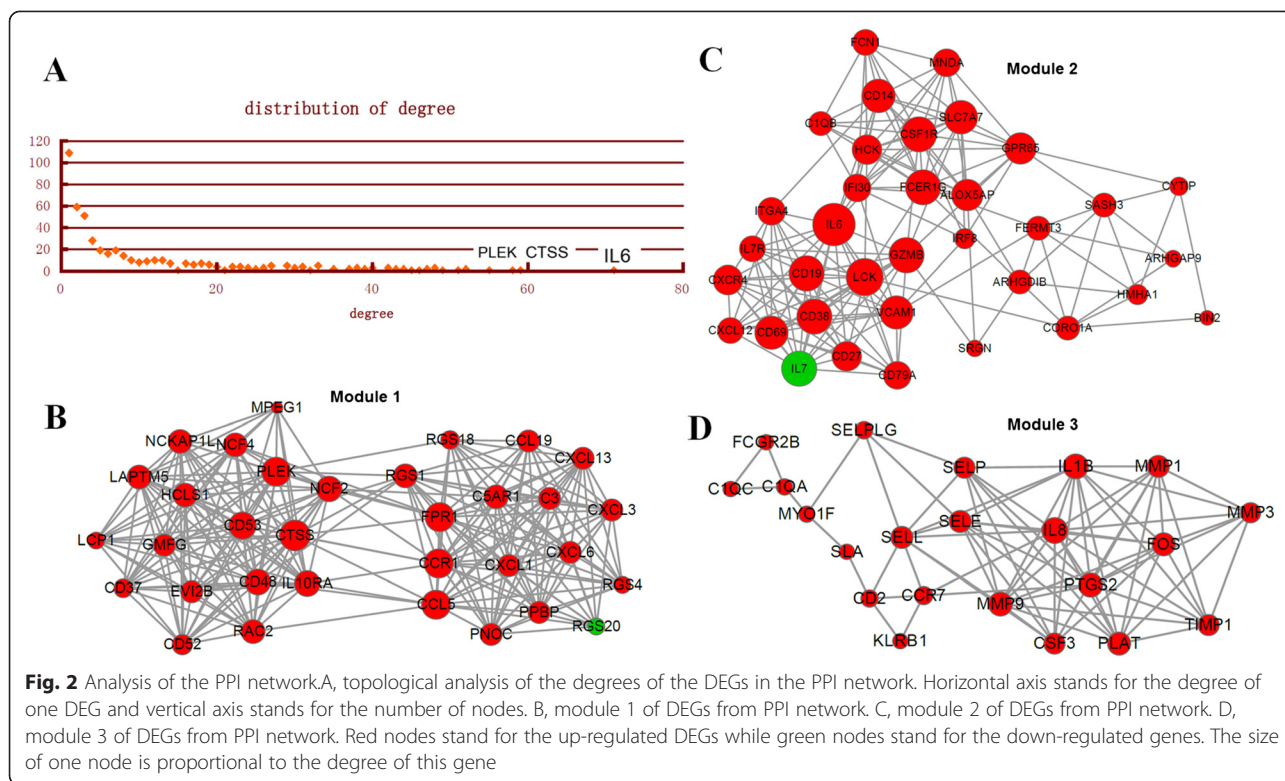 A
distribution of degree
120
100
80
60
40
20
0
PLEK CTSS IL6
0 20 40 60 80
degree
C
Module 2
FCN1
MNDA
CD14
SLC7A7
C1QB
CSF1R
HCK
GPR65
IFI30
FCER1G
ALOX5AP
CYTIP
SASH3
ITGA4
IL6
FERMT3
IRF8
IL7R
GZMB
ARHGAP9
CXCR4
CD19
LCK
ARHGDIB
HMHA1
CXCL12
CD69
CD38
VCAM1
CORO1A
BIN2
SRGN
IL7
CD27
CD79A
B
Module 1
MPEG1
NCKAP1L
NCF4
RGS18
CCL19
CXCL13
LAPTM5
PLEK
RGS1
HCLS1
NCF2
C5AR1
C3
CXCL3
CD53
FPR1
LCP1
GMFG
CTSS
CXCL6
CCR1
CXCL1
CD37
EVI2B
CD48
IL10RA
RGS4
CCL5
PPBP
RGS20
CD52
RAC2
PNOC
D
Module 3
SELPLG
FCGR2B
SELP
IL1B
MMP1
C1QC
C1QA
MYO1F
SELE
IL8
MMP3
SELL
FOS
SLA
PTGS2
CD2
CCR7
MMP9
TIMP1
KLRB1
CSF3
PLAT
Fig. 2 Analysis of the PPI network.A, topological analysis of the degrees of the DEGs in the PPI network. Horizontal axis stands for the degree of
one DEG and vertical axis stands for the number of nodes. B, module 1 of DEGs from PPI network. C, module 2 of DEGs from PPI network. D,
module 3 of DEGs from PPI network. Red nodes stand for the up-regulated DEGs while green nodes stand for the down-regulated genes. The size
of one node is proportional to the degree of this gene